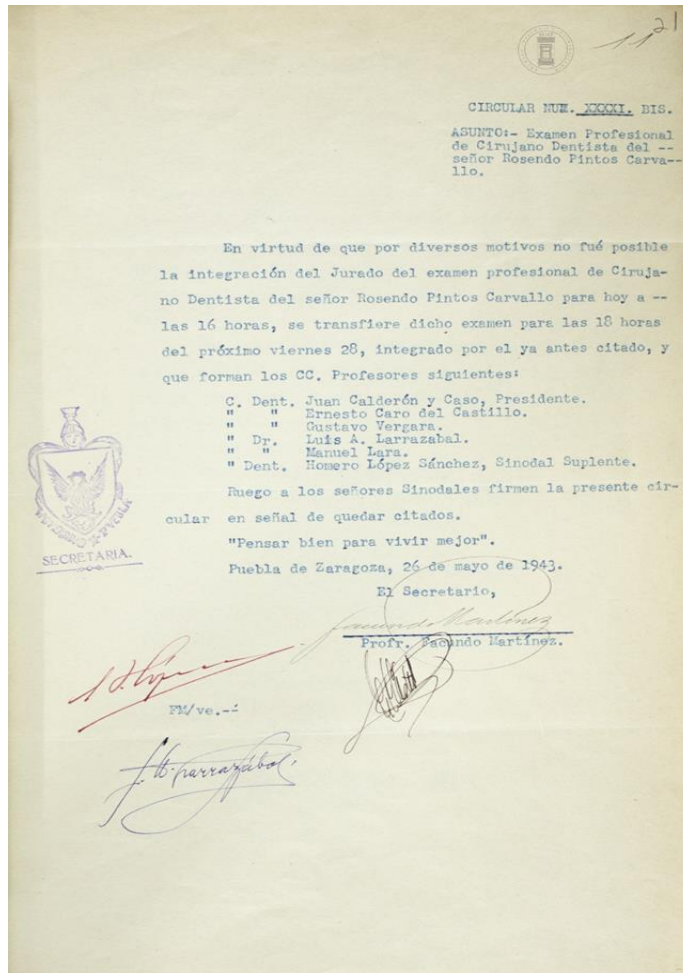 11 21
CIRCULAR NUM. XXXXI. BIS.
ASUNTO:- Examen Profesional
de Cirujano Dentista del --
señor Rosendo Pintos Carva--
llo.
En virtud de que por diversos motivos no fué posible
la integración del Jurado del examen profesional de Ciruja-
no Dentista del señor Rosendo Pintos Carvallo para hoy a --
las 16 horas, se transfiere dicho examen para las 18 horas
del próximo viernes 28, integrado por el ya antes citado, y
que forman los CC. Profesores siguientes:
C. Dent. Juan Calderón y Caso, Presidente.
" " Ernesto Caro del Castillo.
" " Gustavo Vergara.
" Dr. Luis A. Larrazabal.
" " Manuel Lara.
" Dent. Homero López Sánchez, Sinodal Suplente.
Ruego a los señores Sinodales firmen la presente cir-
cular en señal de quedar citados.
"Pensar bien para vivir mejor".
Puebla de Zaragoza, 26 de mayo de 1943.
El Secretario,
Facundo Martínez
Profr. Facundo Martínez.
SECRETARIA.
FM/ve.--
Larrazábal.